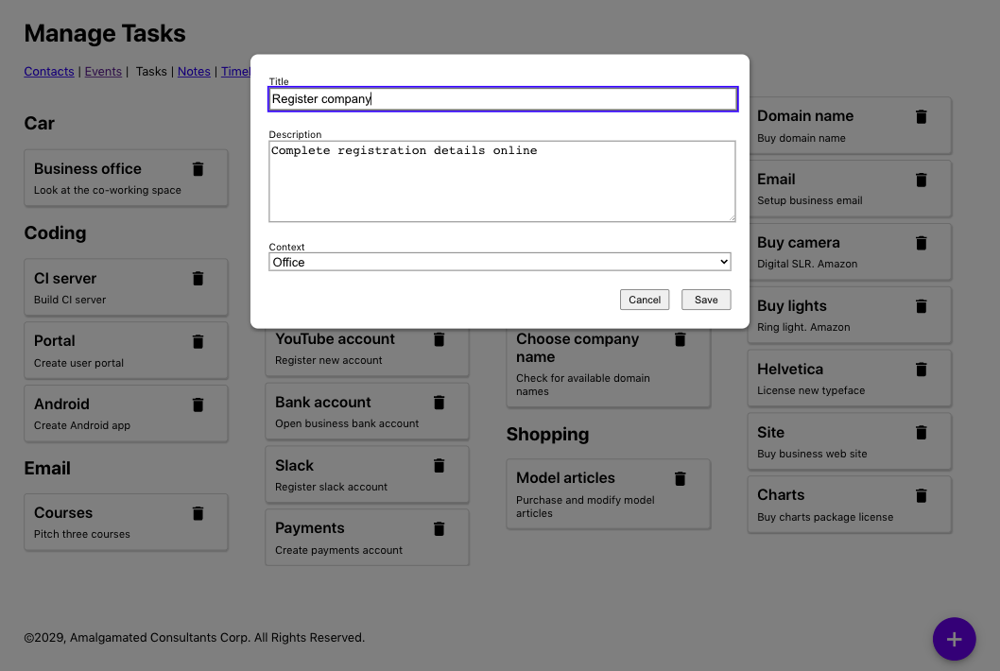 Manage Tasks
Contacts | Events | Tasks | Notes | Timel
Car
Business office
Look at the co-working space
Coding
CI server
Build CI server
Portal
Create user portal
Android
Create Android app
Email
Courses
Pitch three courses
Title
Register company
Description
Complete registration details online
Context
Office
Cancel Save
YouTube account
Register new account
Bank account
Open business bank account
Slack
Register slack account
Payments
Create payments account
Choose company
name
Check for available domain
names
Shopping
Model articles
Purchase and modify model
articles
Domain name
Buy domain name
Email
Setup business email
Buy camera
Digital SLR. Amazon
Buy lights
Ring light. Amazon
Helvetica
License new typeface
Site
Buy business web site
Charts
Buy charts package license
©2029, Amalgamated Consultants Corp. All Rights Reserved.
+